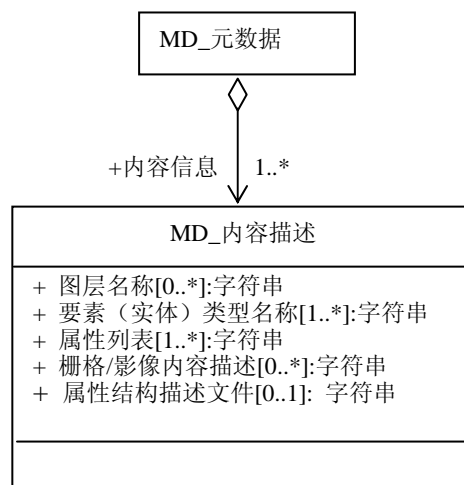 MD_元数据
+内容信息 1..*
MD_内容描述
+ 图层名称[0..*]:字符串
+ 要素（实体）类型名称[1..*]:字符串
+ 属性列表[1..*]:字符串
+ 栅格/影像内容描述[0..*]:字符串
+ 属性结构描述文件[0..1]: 字符串